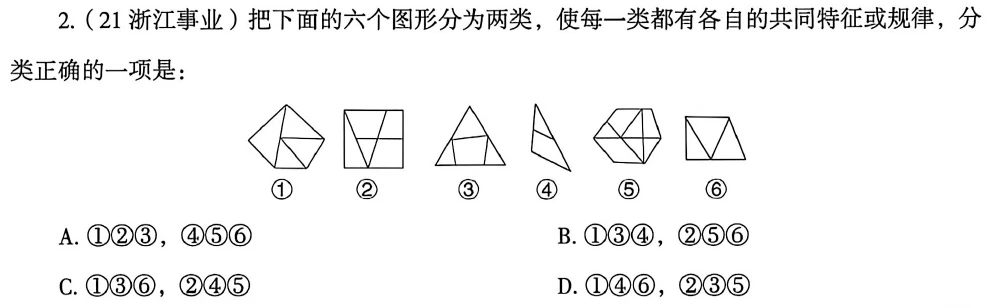 2.（21 浙江事业）把下面的六个图形分为两类，使每一类都有各自的共同特征或规律，分
类正确的一项是：
① ② ③ ④ ⑤ ⑥
A. ①②③，④⑤⑥ B. ①③④，②⑤⑥
C. ①③⑥，②④⑤ D. ①④⑥，②③⑤